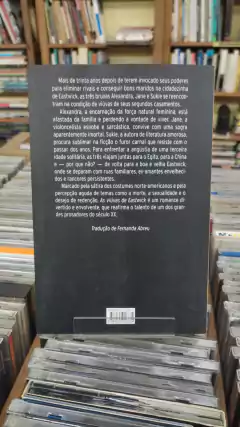 Mais de trinta anos depois de terem invocado seus poderes
para eliminar rivais e conseguir bons maridos na cidadezinha
de Eastwick, as três bruxas Alexandra, Jane e Sukie se reencon-
tram na condição de viúvas de seus segundos casamentos.
Alexandra, a encarnação da força natural feminina, está
afastada da família e perdendo a vontade de viver. Jane, a
violoncelista esnobe e sarcástica, convive com uma sogra
aparentemente imortal. Sukie, a autora de literatura amorosa,
procura sublimar na ficção o furor carnal que resiste com o
passar dos anos. Para enfrentar a angústia de uma terceira
idade solitária, as três viajam juntas para o Egito, para a China
e — por que não? — de volta para a boa e velha Eastwick,
onde se deparam com ruas familiares, ex-amantes envelheci-
dos e rancores persistentes.
Marcado pela sátira dos costumes norte-americanos e pela
percepção aguda de temas como a morte, a sexualidade e o
desejo de redenção, As viúvas de Eastwick é um romance di-
vertido e envolvente, que reafirma o talento de um dos gran-
des prosadores do século XX.
Tradução de Fernanda Abreu